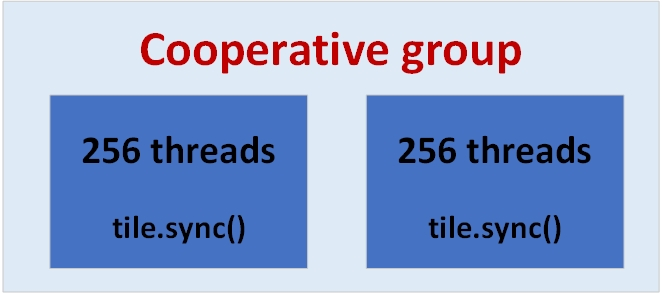 Cooperative group
256 threads
tile.sync()
256 threads
tile.sync()